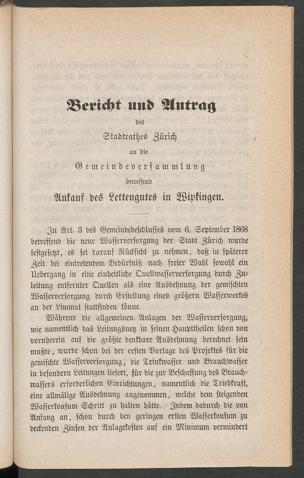 Bericht und Antrag
des
Stadtrathes Zürich
an die
Gemeindeversammlung
betreffend
Ankauf des Lettengutes in Wipkingen.
In Art. 3 des Gemeindebeschlusses vom 6. September 1868
betreffend die neue Wasserversorgung der Stadt Zürich wurde
festgesetzt, es sei darauf Rücksicht zu nehmen, daß in späterer
Zeit bei eintretendem Bedürfniß nach freier Wahl sowohl ein
Uebergang in eine einheitliche Quellwasserversorgung durch Zu-
leitung entfernter Quellen als eine Ausdehnung der gemischten
Wasserversorgung durch Erstellung eines größern Wasserwerkes
an der Limmat stattfinden könne.
Während die allgemeinen Anlagen der Wasserversorgung,
wie namentlich das Leitungsnetz in seinen Haupttheilen schon von
vornherein auf die größte denkbare Ausdehnung berechnet sein
mußte, wurde schon bei der ersten Vorlage des Projektes für die
gemischte Wasserversorgung, die Trinkwasser und Brauchwasser
in besondern Leitungen liefert, für die zur Beschaffung des Brauch-
wassers erforderlichen Einrichtungen, namentlich die Triebkraft,
eine allmälige Ausdehnung angenommen, welche dem steigenden
Wasserkonsum Schritt zu halten hätte. Indem dadurch die von
Anfang an, schon durch den geringen ersten Wasserkonsum zu
deckenden Zinsen der Anlagekosten auf ein Minimum vermindert